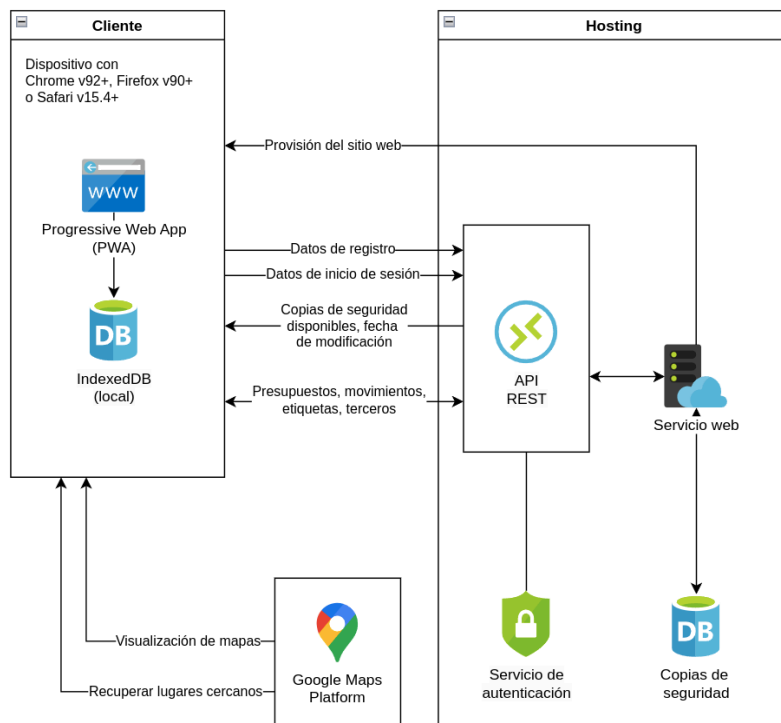 Cliente
Dispositivo con
Chrome v92+, Firefox v90+
o Safari v15.4+
WWW
Progressive Web App
(PWA)
DB
IndexedDB
(local)
Hosting
Provisión del sitio web
Datos de registro
Datos de inicio de sesión
Copias de seguridad
disponibles, fecha
de modificación
Presupuestos, movimientos,
etiquetas, terceros
API
REST
Servicio web
Visualización de mapas
Recuperar lugares cercanos
Google Maps
Platform
Servicio de
autenticación
DB
Copias de
seguridad